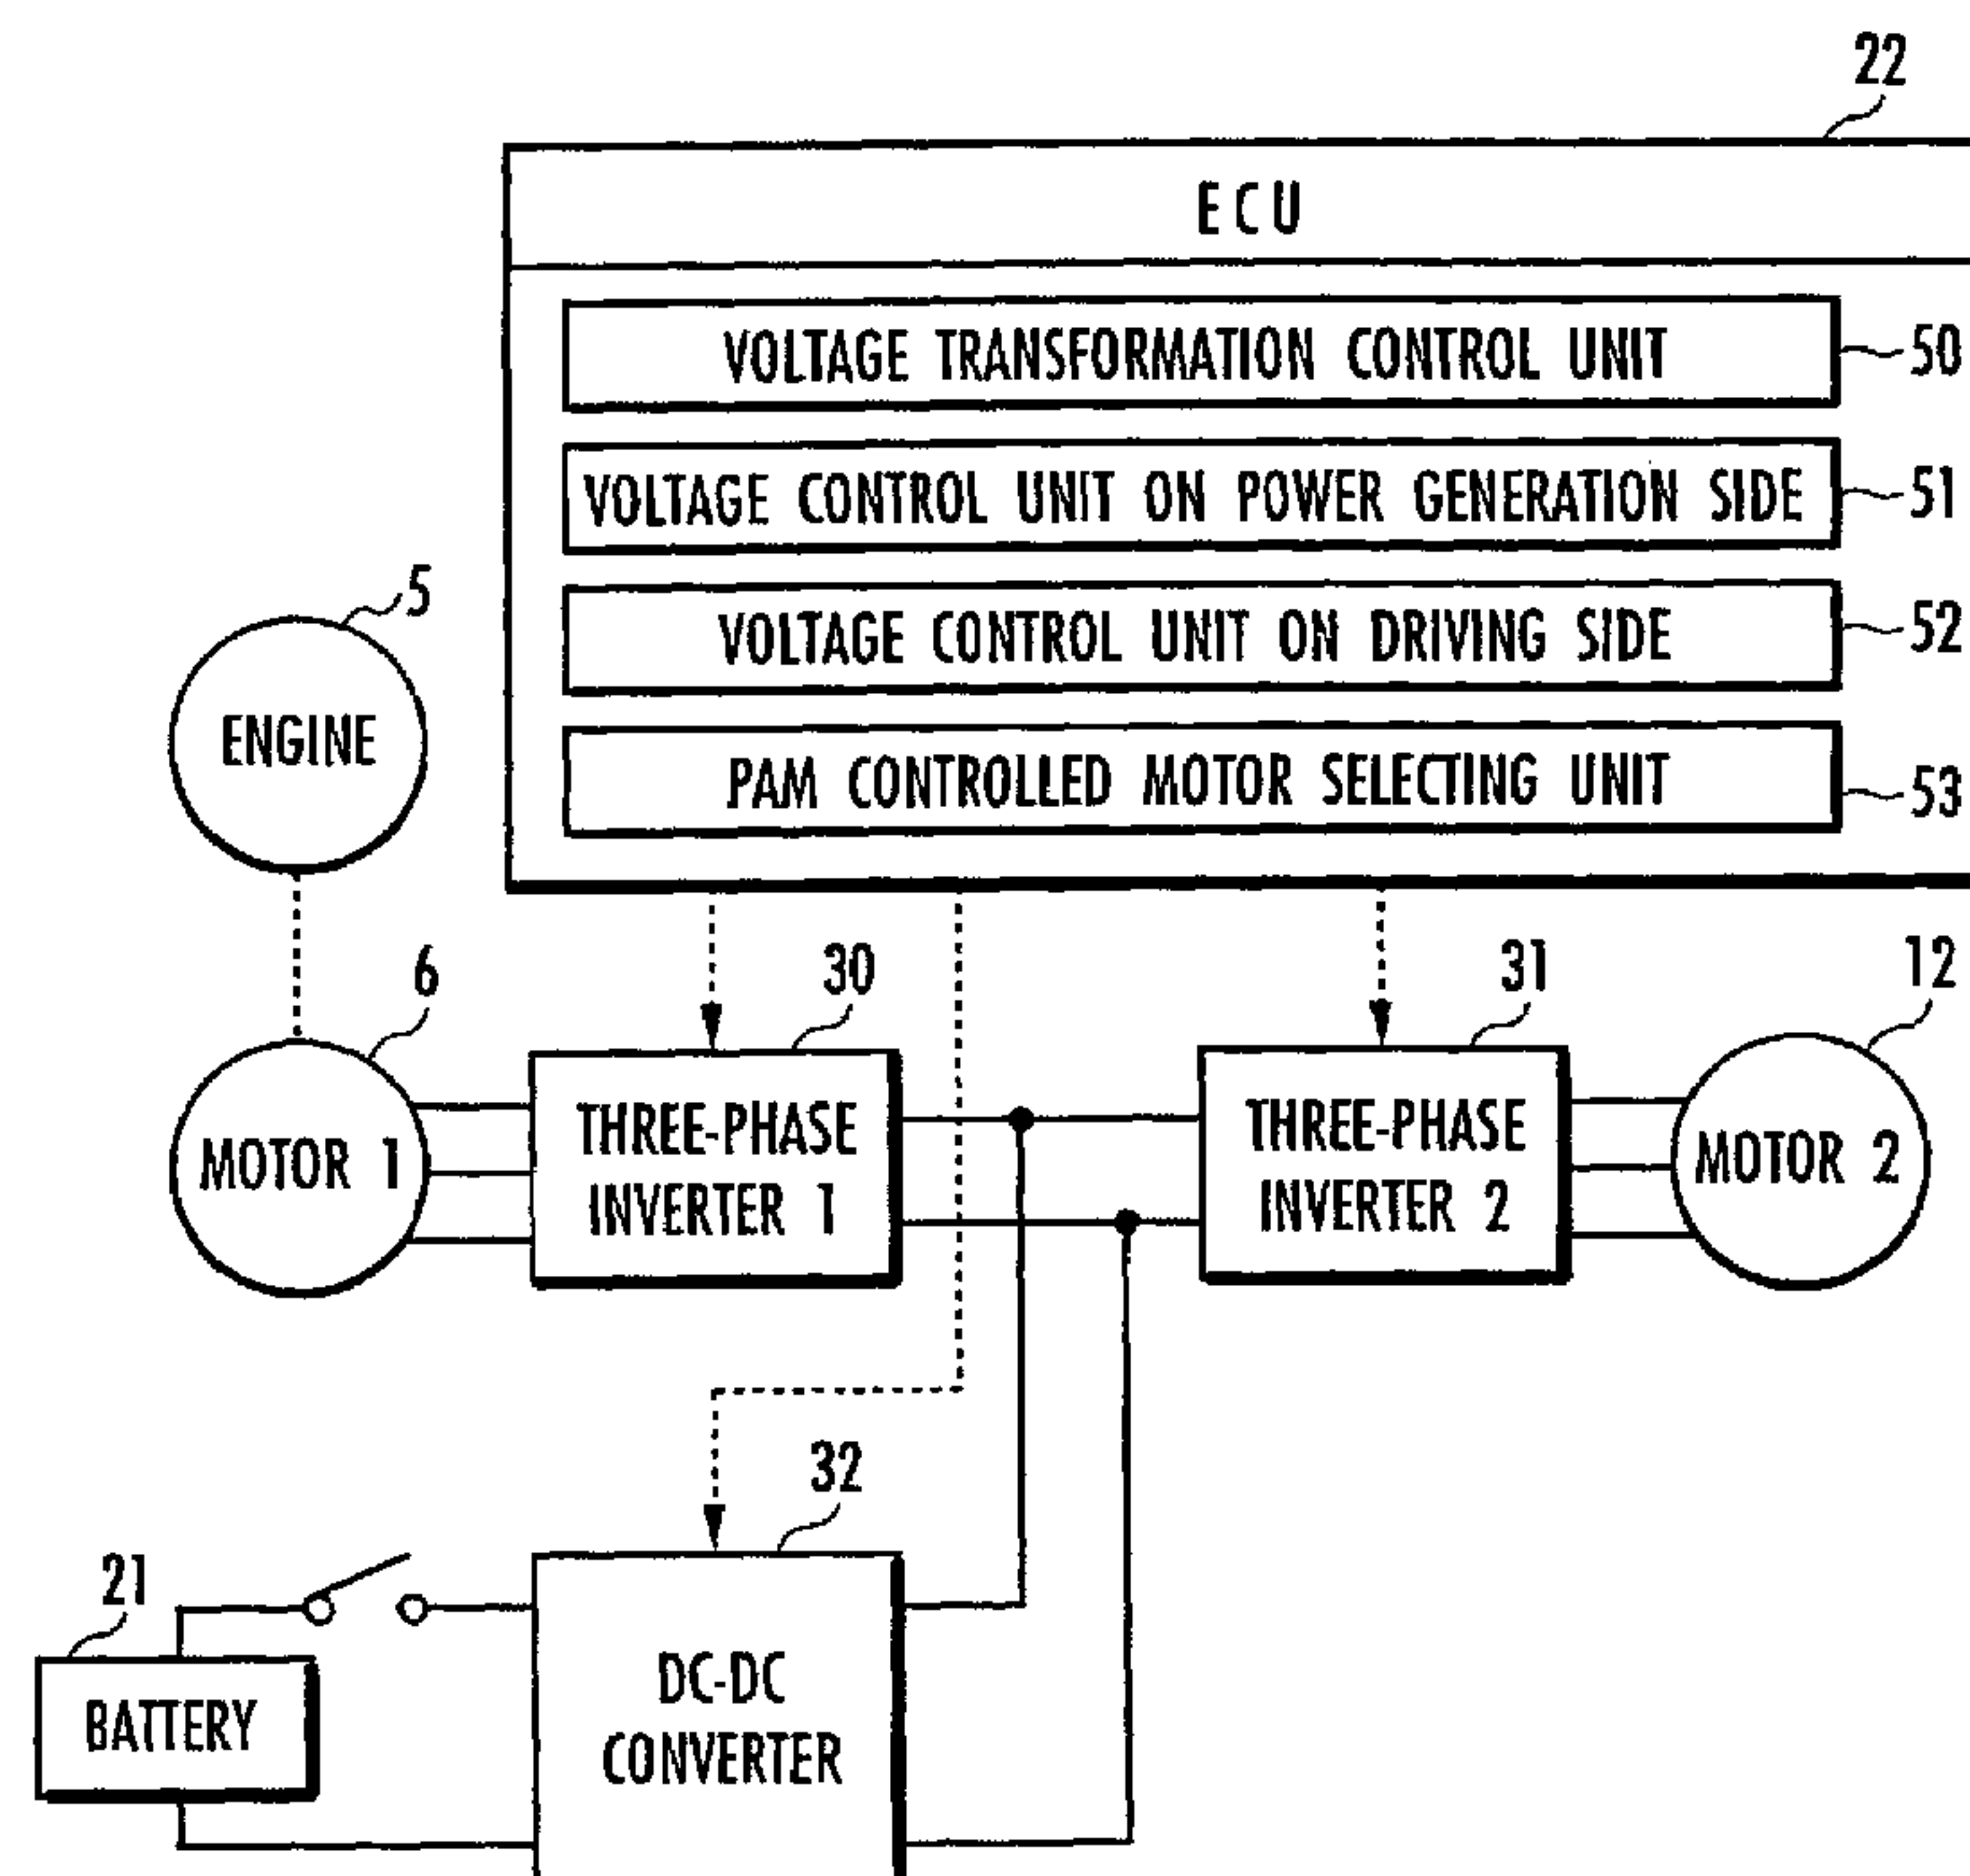 22
ECU
VOLTAGE TRANSFORMATION CONTROL UNIT
50
VOLTAGE CONTROL UNIT ON POWER GENERATION SIDE
51
VOLTAGE CONTROL UNIT ON DRIVING SIDE
52
PAM CONTROLLED MOTOR SELECTING UNIT
53
5
ENGINE
6
30
31
12
MOTOR 1
THREE-PHASE
INVERTER 1
THREE-PHASE
INVERTER 2
MOTOR 2
32
21
BATTERY
DC-DC
CONVERTER